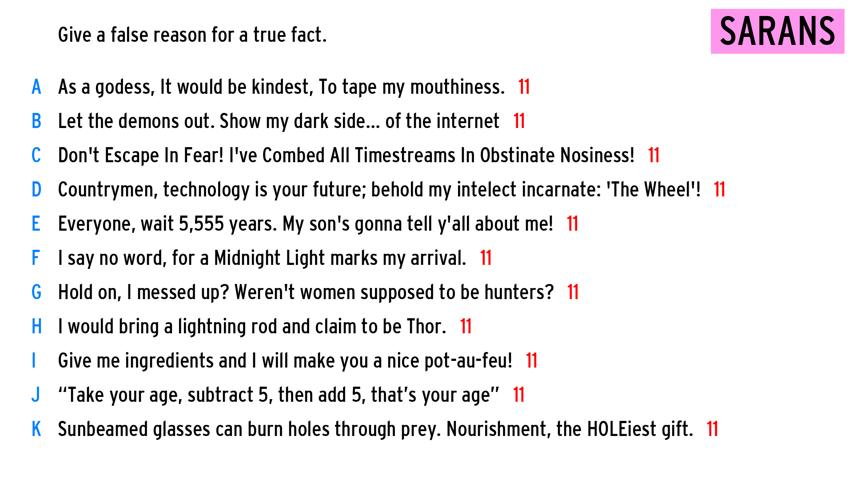 Give a false reason for a true fact.
SARANS
A As a godess, It would be kindest, To tape my mouthiness. 11
B Let the demons out. Show my dark side... of the internet 11
C Don't Escape In Fear! I've Combed All Timestreams In Obstinate Nosiness! 11
D Countrymen, technology is your future; behold my intelect incarnate: 'The Wheel'! 11
E Everyone, wait 5,555 years. My son's gonna tell y'all about me! 11
F I say no word, for a Midnight Light marks my arrival. 11
G Hold on, I messed up? Weren't women supposed to be hunters? 11
H I would bring a lightning rod and claim to be Thor. 11
I Give me ingredients and I will make you a nice pot-au-feu! 11
J “Take your age, subtract 5, then add 5, that’s your age” 11
K Sunbeamed glasses can burn holes through prey. Nourishment, the HOLEiest gift. 11